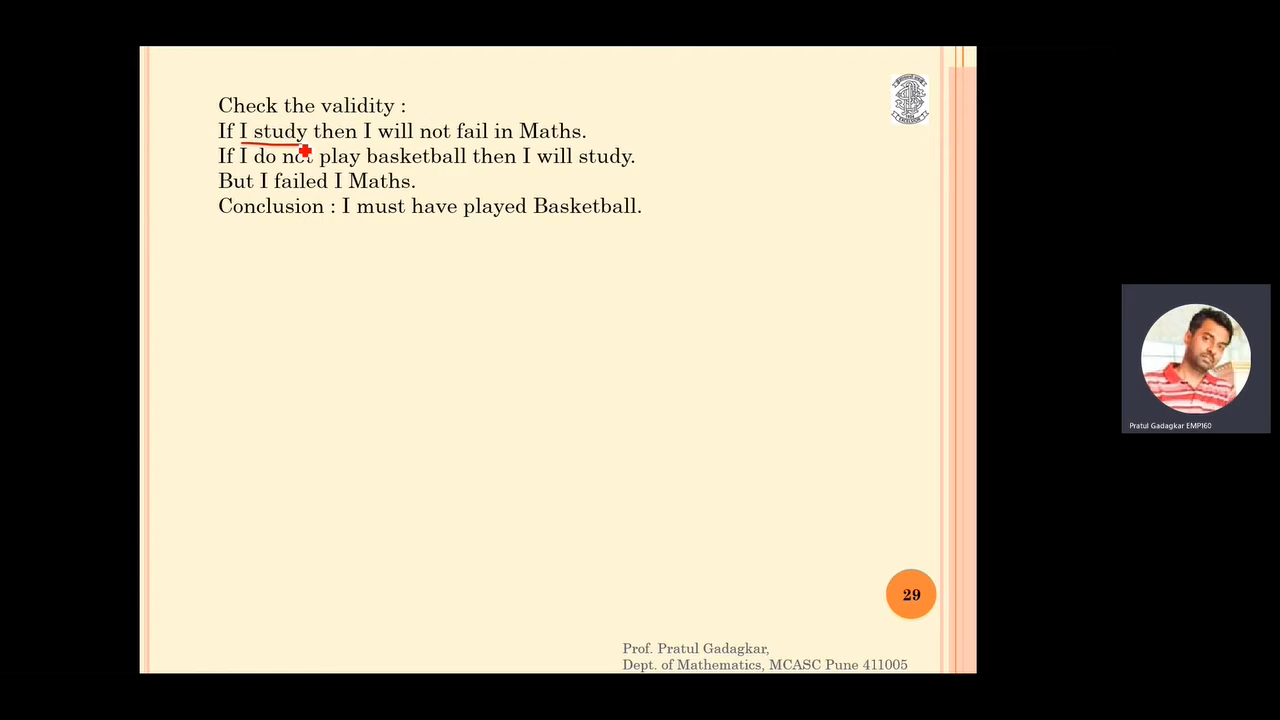 Check the validity :
If I study then I will not fail in Maths.
If I do not play basketball then I will study.
But I failed I Maths.
Conclusion : I must have played Basketball.
Pratul Gadagkar EMP160
29
Prof. Pratul Gadagkar,
Dept. of Mathematics, MCASC Pune 411005